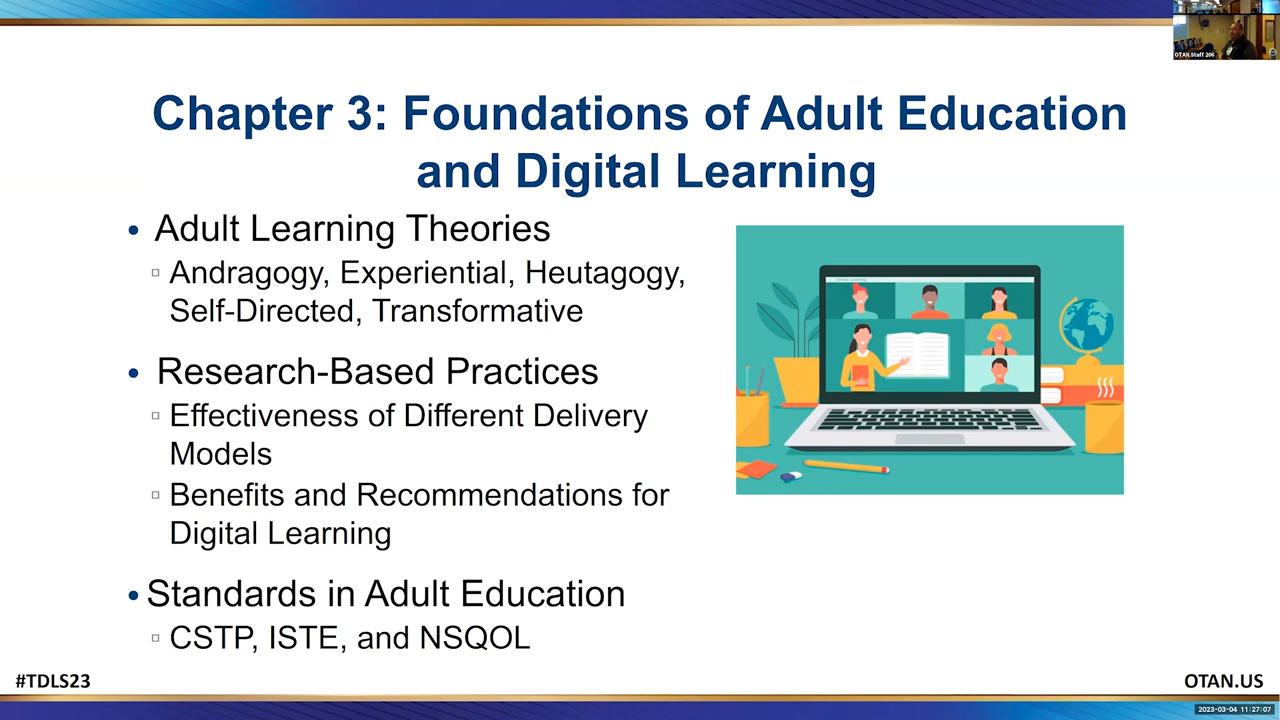 OTAN Staff 206
Chapter 3: Foundations of Adult Education
and Digital Learning
• Adult Learning Theories
▫ Andragogy, Experiential, Heutagogy,
Self-Directed, Transformative
• Research-Based Practices
▫ Effectiveness of Different Delivery
Models
▫ Benefits and Recommendations for
Digital Learning
• Standards in Adult Education
▫ CSTP, ISTE, and NSQOL
#TDLS23
OTAN.US
2023-03-04 11:27:07